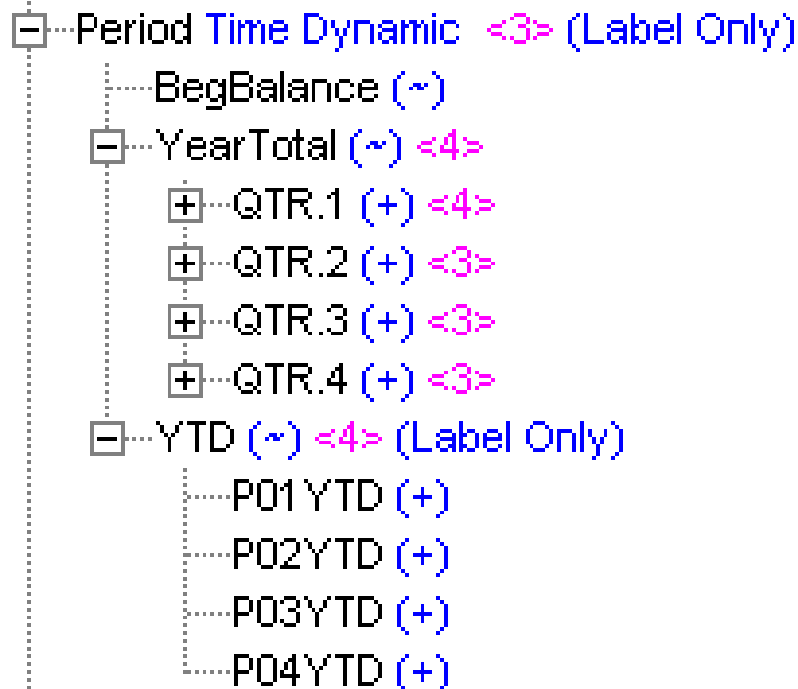 Period Time Dynamic <3> (Label Only)
BegBalance (~)
YearTotal (~) <4>
QTR.1 (+) <4>
QTR.2 (+) <3>
QTR.3 (+) <3>
QTR.4 (+) <3>
YTD (~) <4> (Label Only)
P01YTD (+)
P02YTD (+)
P03YTD (+)
P04YTD (+)